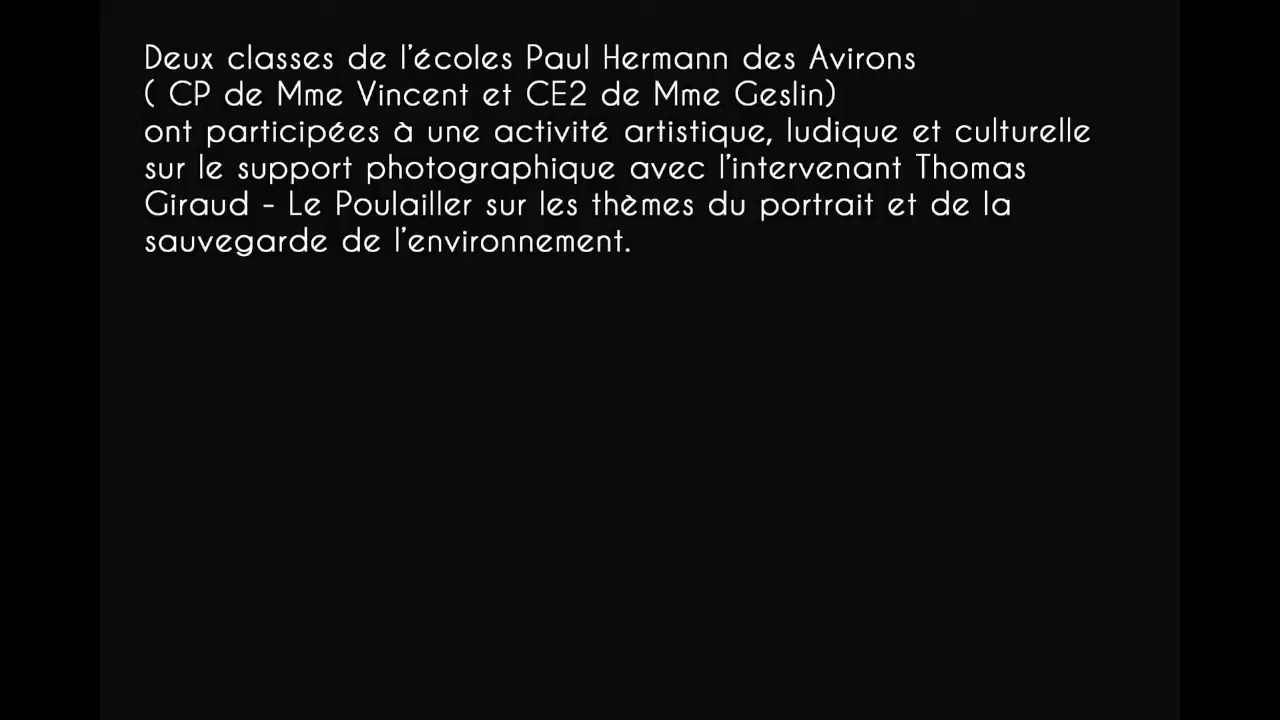 Deux classes de l'écoles Paul Hermann des Avirons
( CP de Mme Vincent et CE2 de Mme Geslin)
ont participées à une activité artistique, ludique et culturelle
sur le support photographique avec l'intervenant Thomas
Giraud - Le Poulailler sur les thèmes du portrait et de la
sauvegarde de l'environnement.